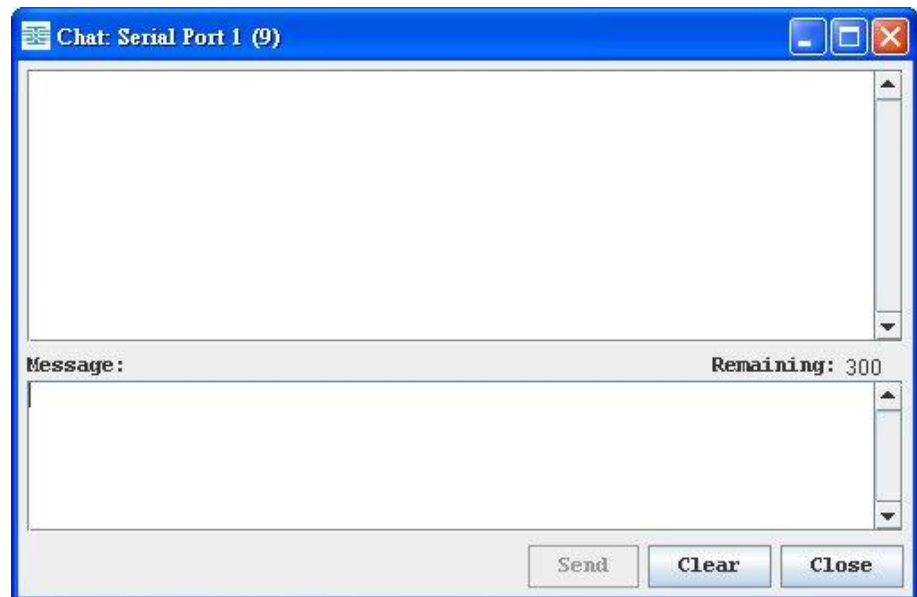 Chat: Serial Port 1 (9)
Message: Remaining: 300
Send Clear Close